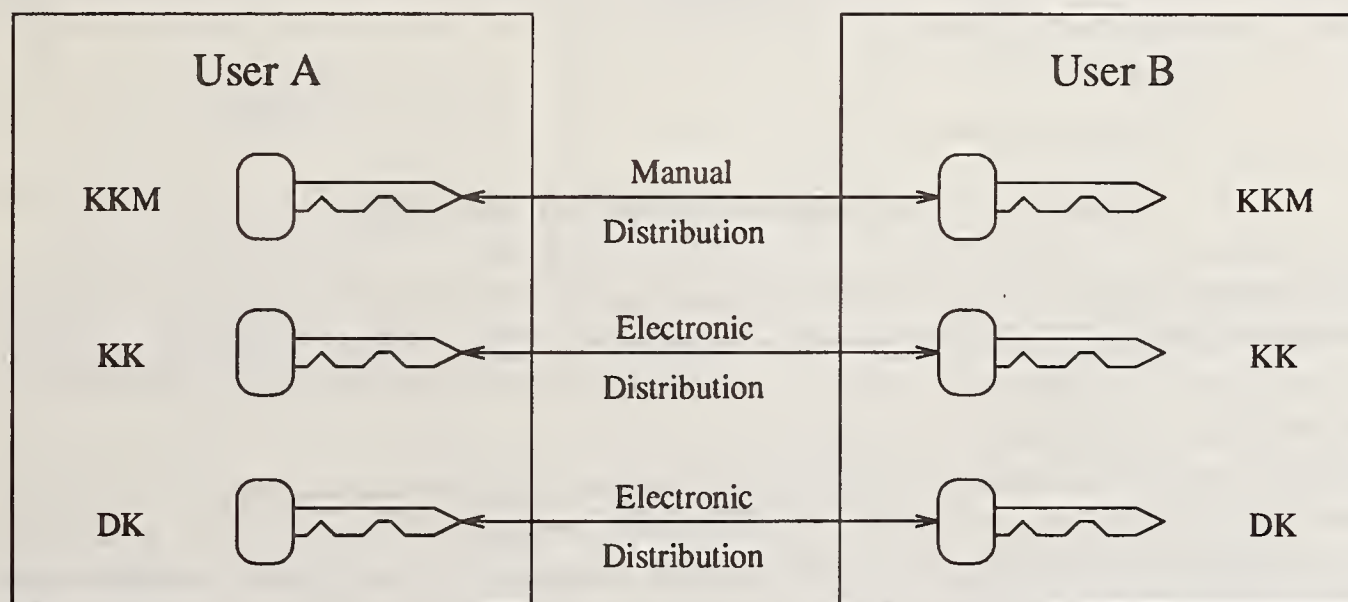 User A
User B
KKM
Manual
Distribution
KKM
KK
Electronic
Distribution
KK
DK
Electronic
Distribution
DK